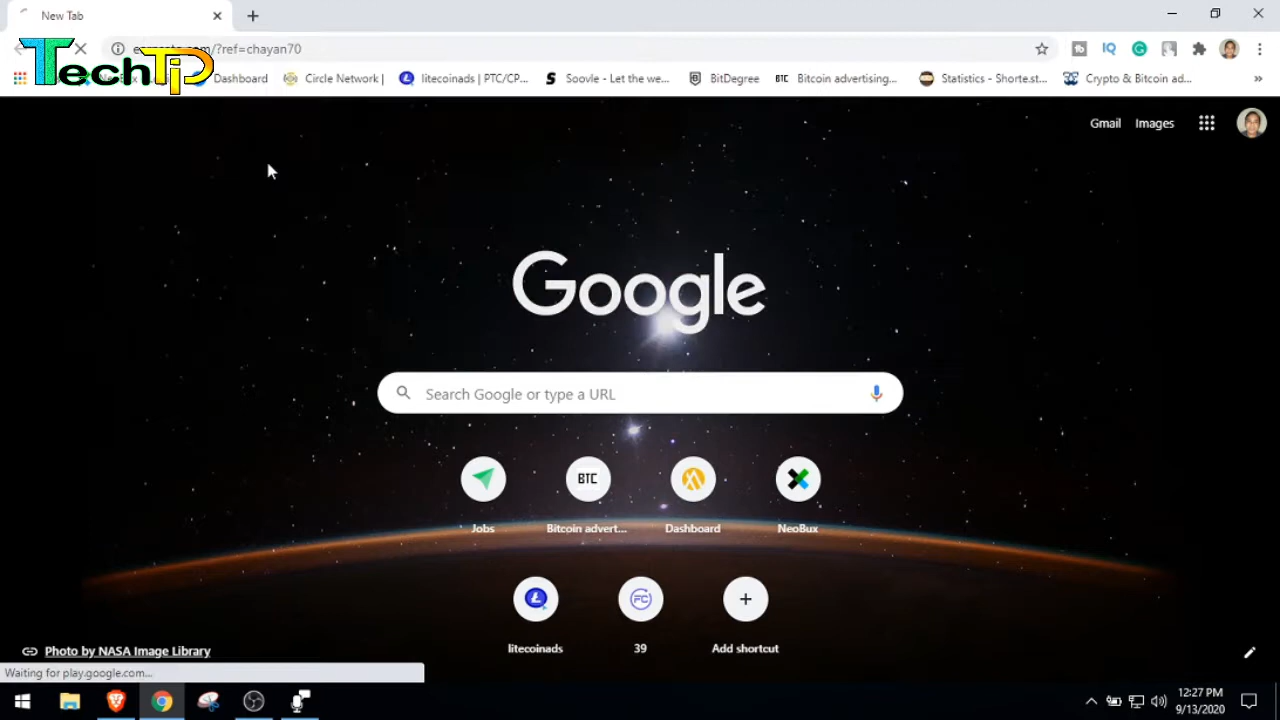 New Tab
/?ref=chayan70
TechTip
Dashboard
Circle Network |
litecoinads | PTC/CP...
Soovle - Let the we...
BitDegree
Bitcoin advertising...
Statistics - Shorte.st...
Crypto & Bitcoin ad...
Gmail
Images
Google
Search Google or type a URL
BTC
Jobs
Bitcoin advert...
Dashboard
NeoBux
FC
litecoinads
39
Add shortcut
Photo by NASA Image Library
Waiting for play.google.com...
12:27 PM
9/13/2020